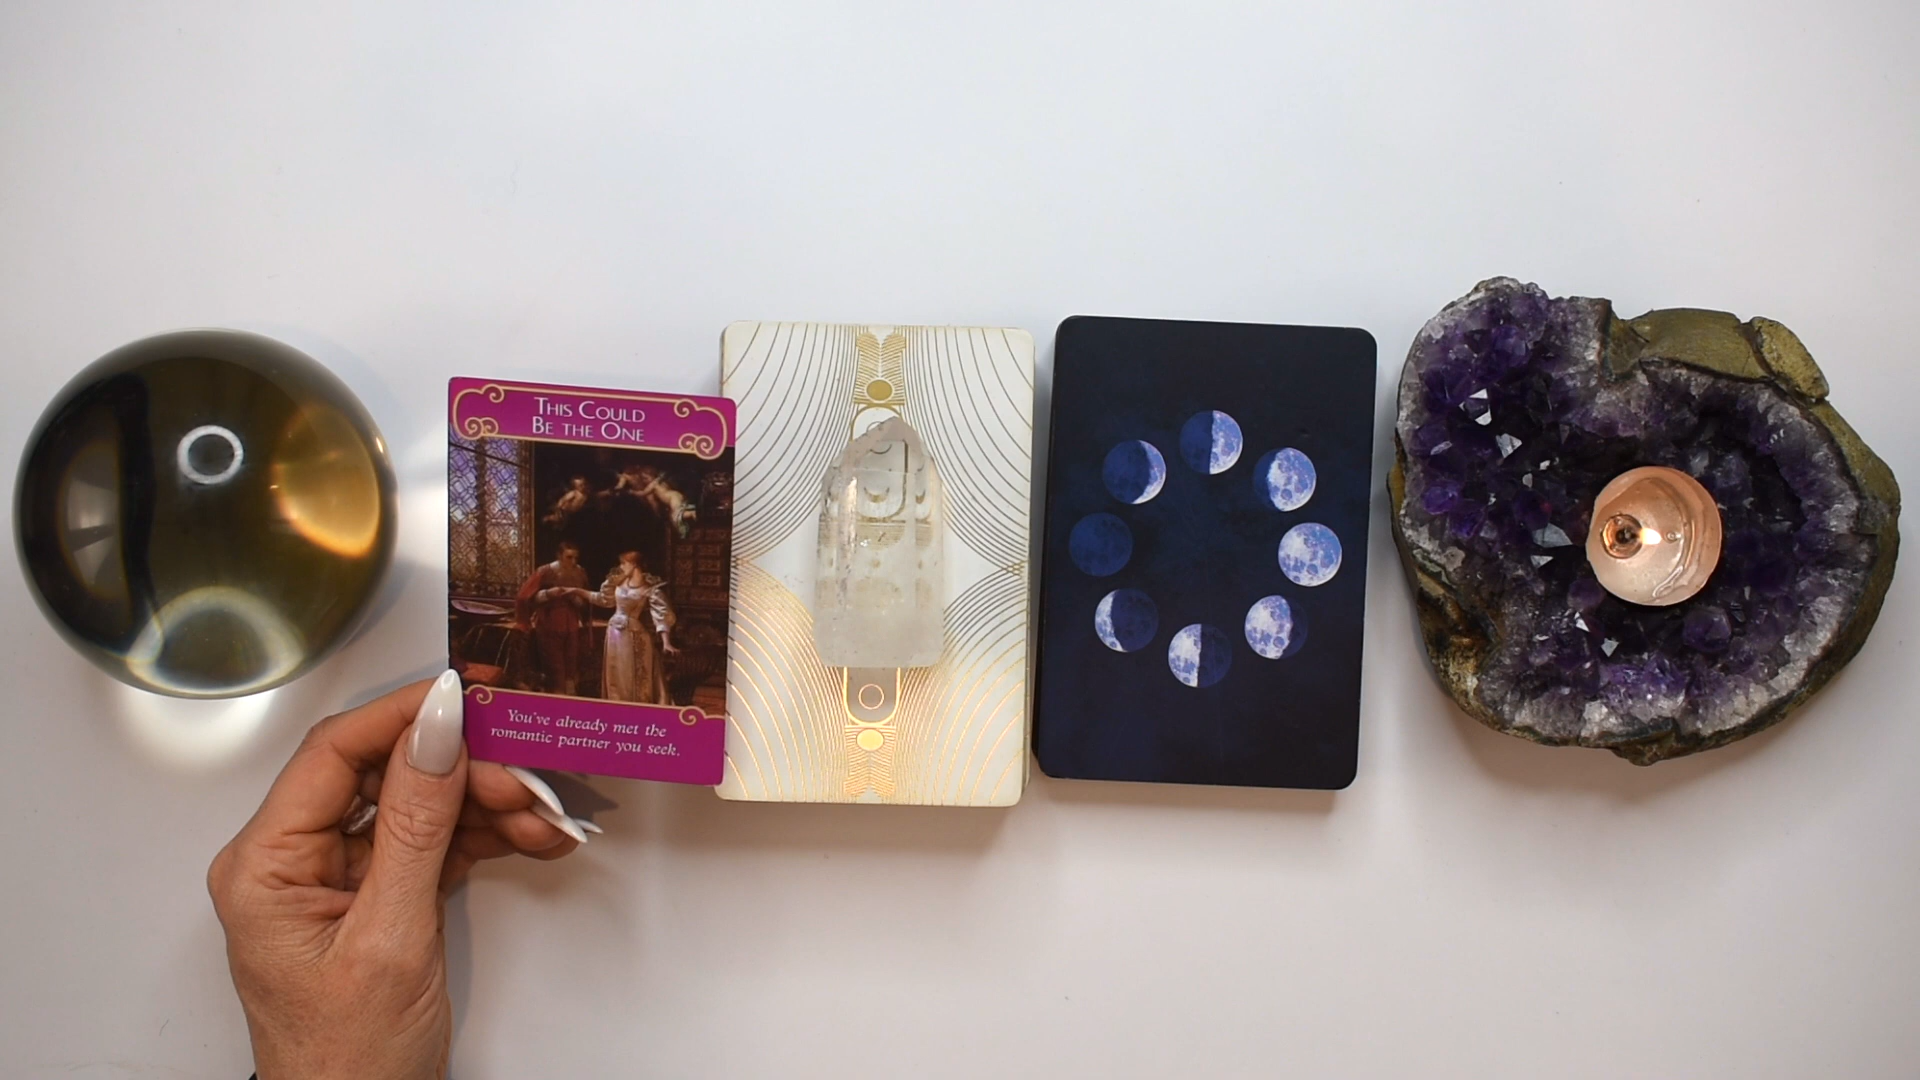 THIS COULD
BE THE ONE
You've already met the
romantic partner you seek.